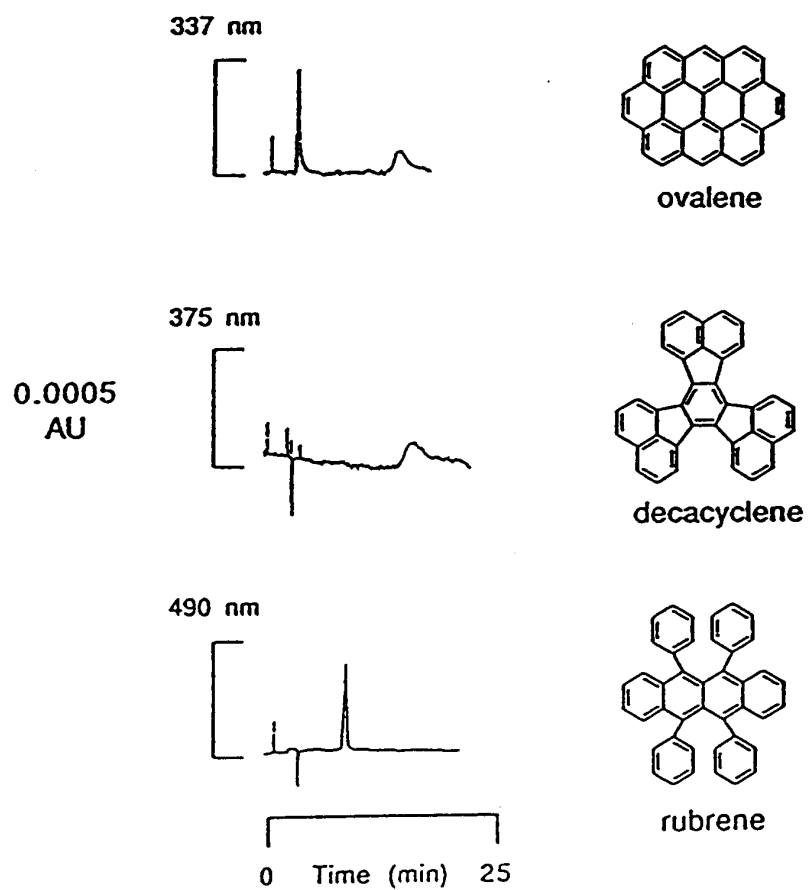 337 nm
ovalene
375 nm
0.0005
AU
decacyclene
490 nm
rubrene
0 Time (min) 25